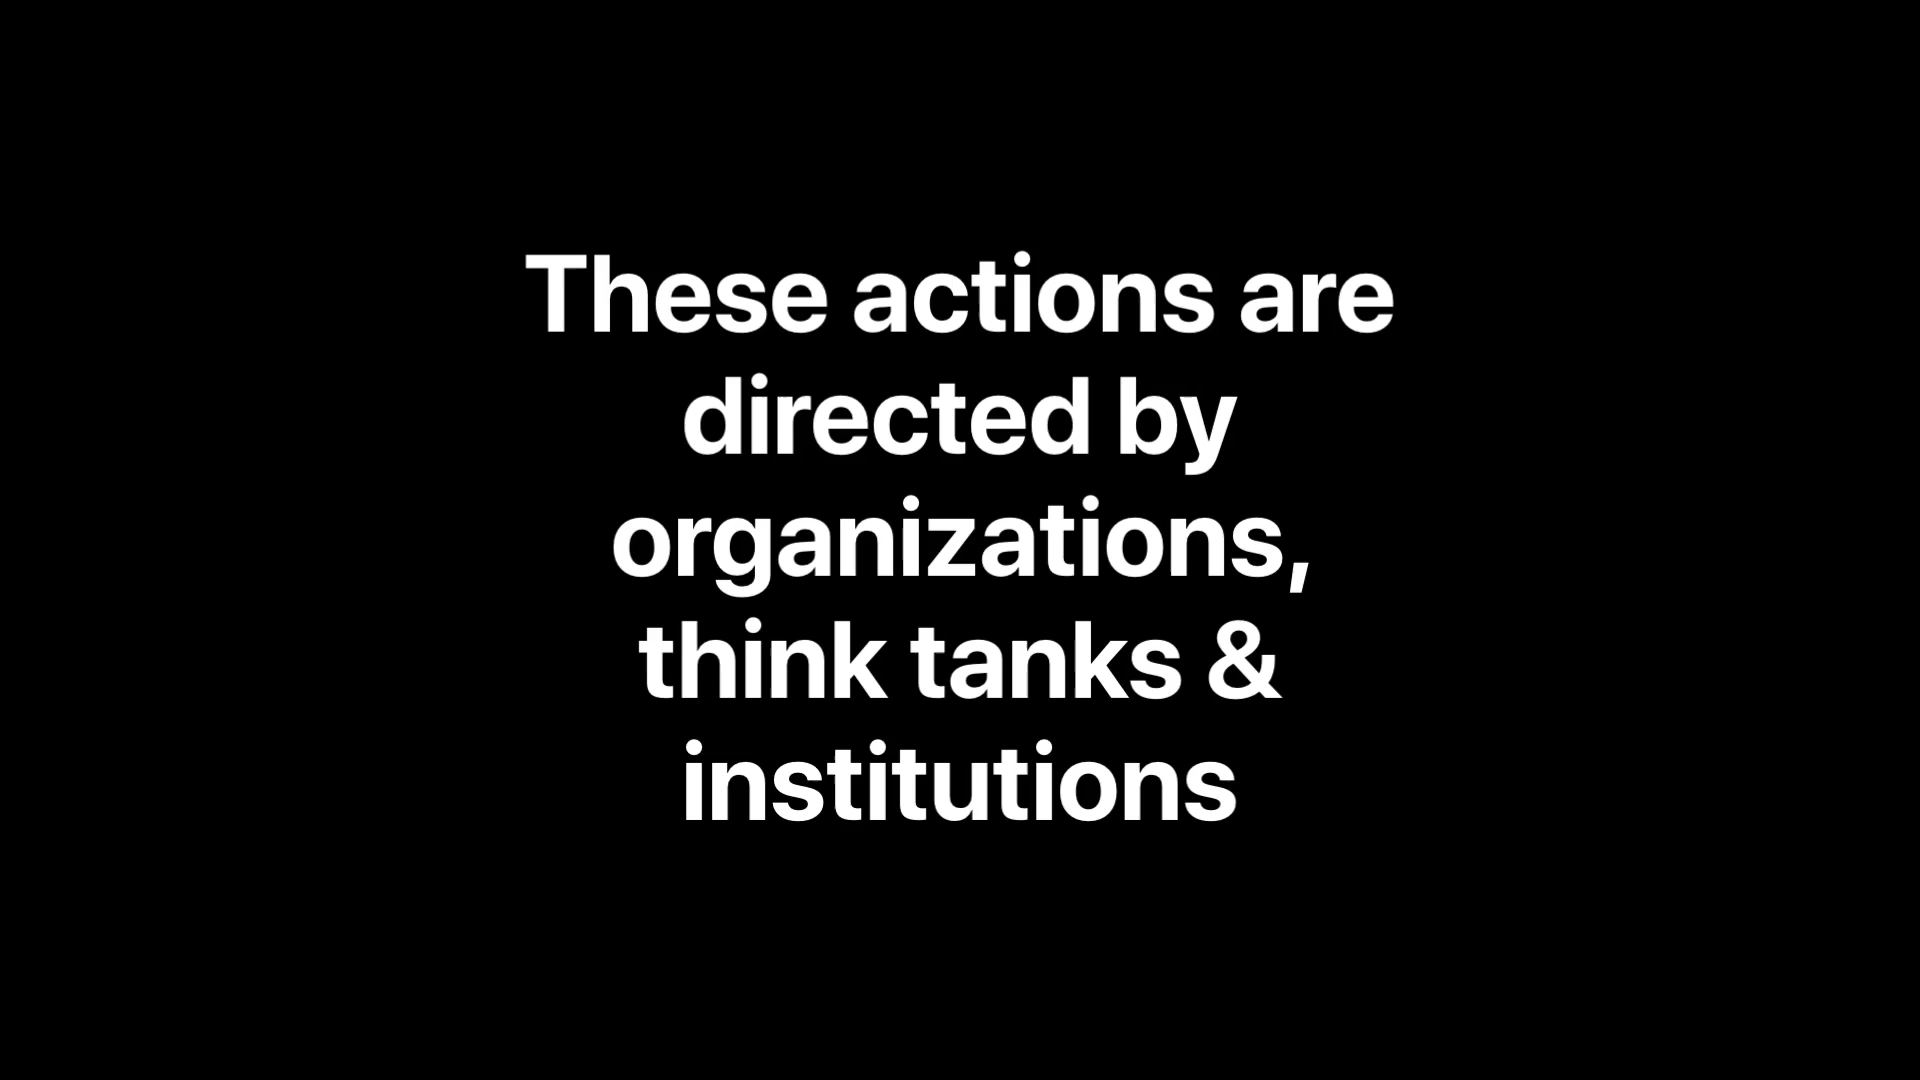 These actions are
directed by
organizations,
think tanks &
institutions